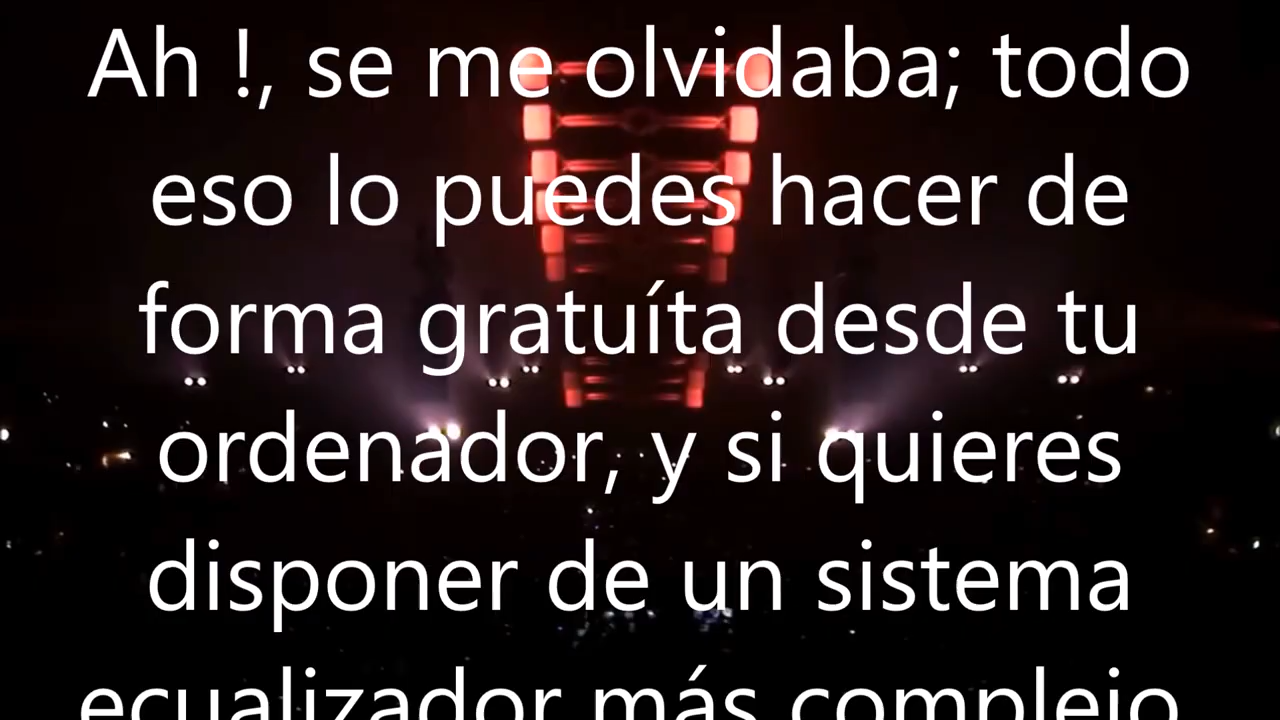 Ah !, se me olvidaba; todo
eso lo puedes hacer de
forma gratuíta desde tu
ordenador, y si quieres
disponer de un sistema
ecualizador más complejo